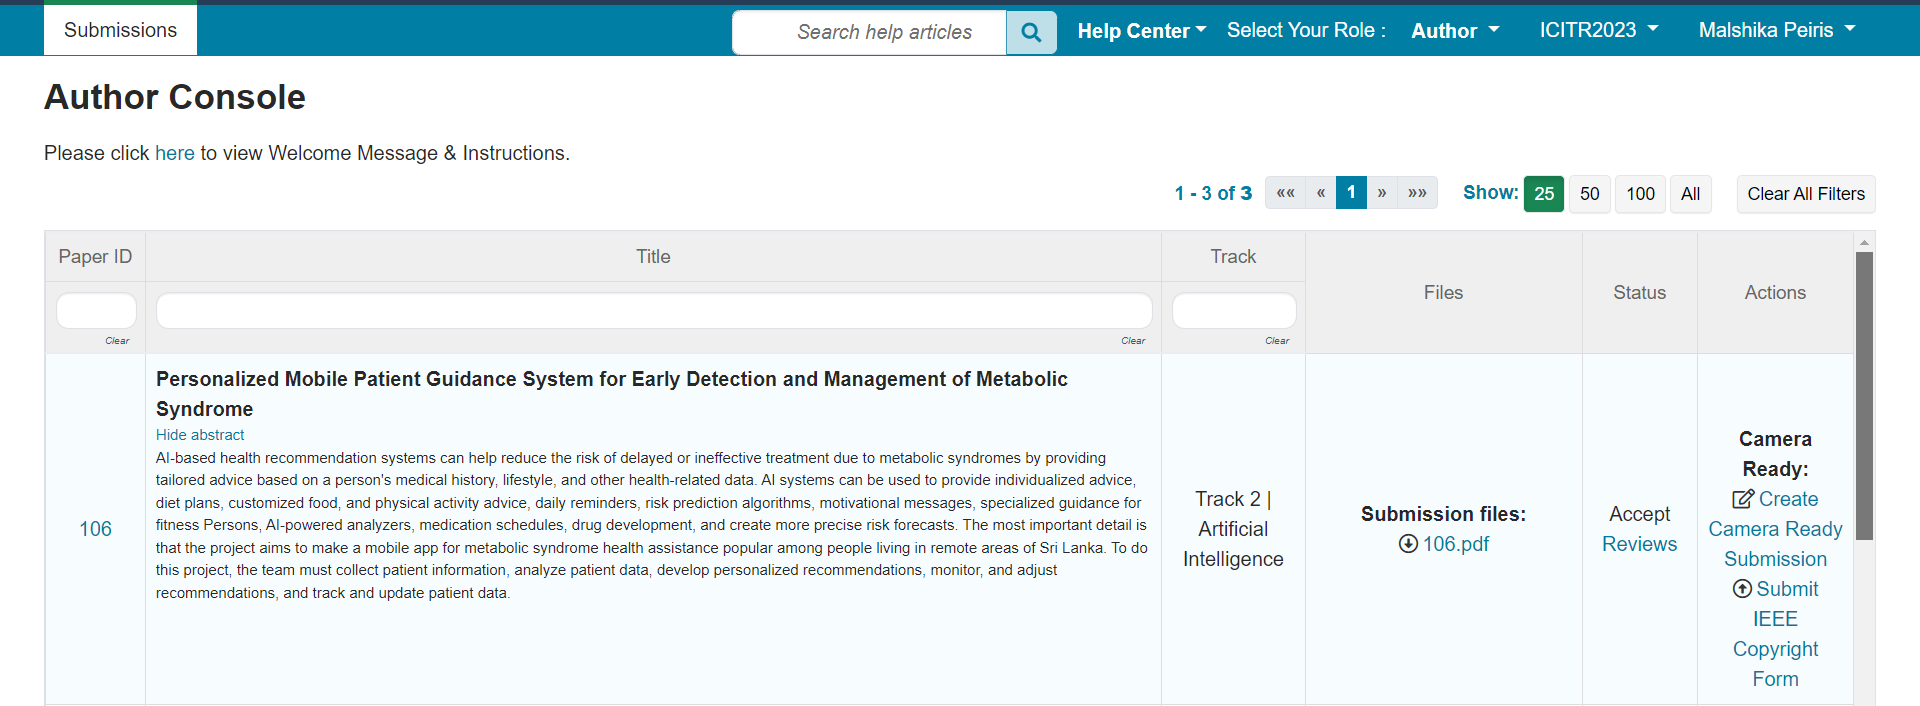 Submissions
Search help articles
Help Center
Select Your Role :
Author
ICITR2023
Malshika Peiris
Author Console
Please click here to view Welcome Message & Instructions.
1 - 3 of 3
«« « 1 » »»
Show: 25 50 100 All
Clear All Filters
Paper ID
Title
Track
Files
Status
Actions
Clear
Clear
Clear
106
Personalized Mobile Patient Guidance System for Early Detection and Management of Metabolic
Syndrome
Hide abstract
AI-based health recommendation systems can help reduce the risk of delayed or ineffective treatment due to metabolic syndromes by providing
tailored advice based on a person's medical history, lifestyle, and other health-related data. AI systems can be used to provide individualized advice,
diet plans, customized food, and physical activity advice, daily reminders, risk prediction algorithms, motivational messages, specialized guidance for
fitness Persons, AI-powered analyzers, medication schedules, drug development, and create more precise risk forecasts. The most important detail is
that the project aims to make a mobile app for metabolic syndrome health assistance popular among people living in remote areas of Sri Lanka. To do
this project, the team must collect patient information, analyze patient data, develop personalized recommendations, monitor, and adjust
recommendations, and track and update patient data.
Track 2 |
Artificial
Intelligence
Submission files:
106.pdf
Accept
Reviews
Camera
Ready:
Create
Camera Ready
Submission
Submit
IEEE
Copyright
Form